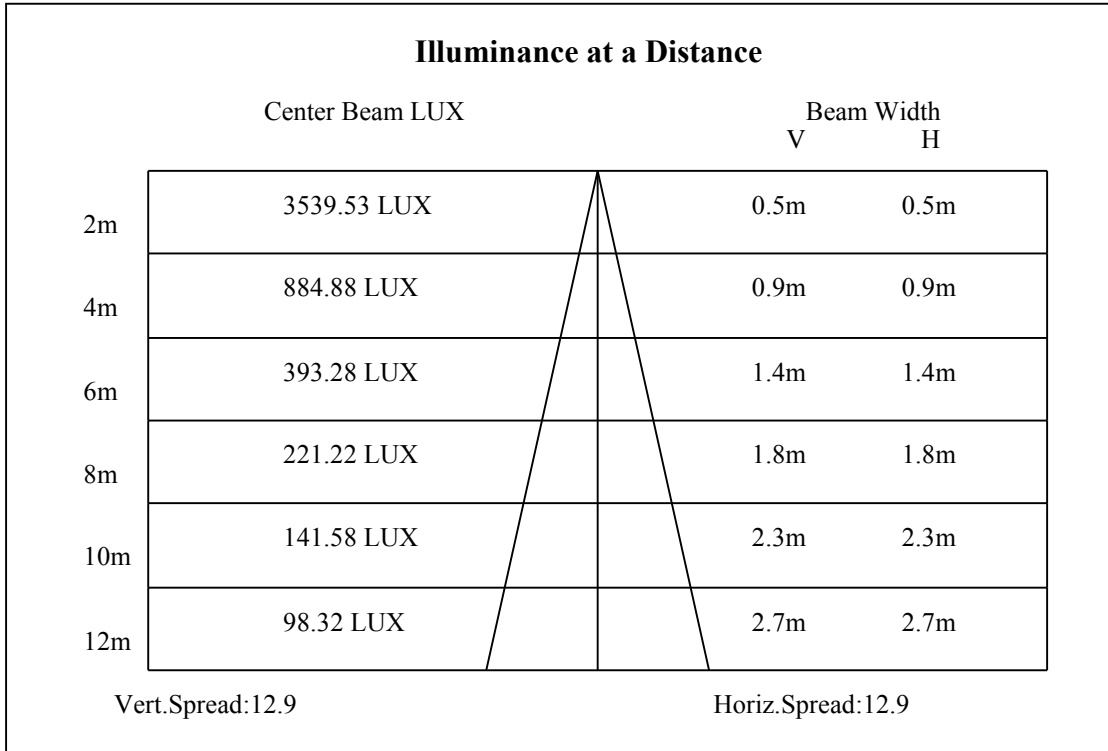 Illuminance at a Distance
Center Beam LUX Beam Width
V H
2m 3539.53 LUX 0.5m 0.5m
4m 884.88 LUX 0.9m 0.9m
6m 393.28 LUX 1.4m 1.4m
8m 221.22 LUX 1.8m 1.8m
10m 141.58 LUX 2.3m 2.3m
12m 98.32 LUX 2.7m 2.7m
Vert.Spread:12.9 Horiz.Spread:12.9